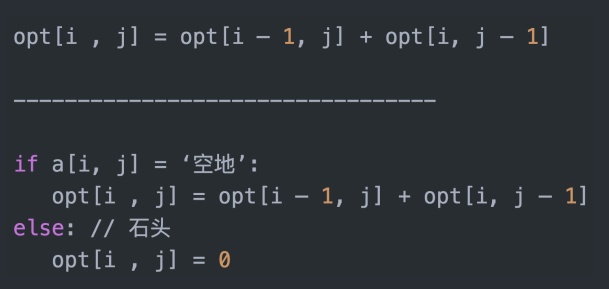 opt[i , j] = opt[i − 1, j] + opt[i, j − 1]
---------------------------------
if a[i, j] = ‘空地’:
opt[i , j] = opt[i − 1, j] + opt[i, j − 1]
else: // 石头
opt[i , j] = 0